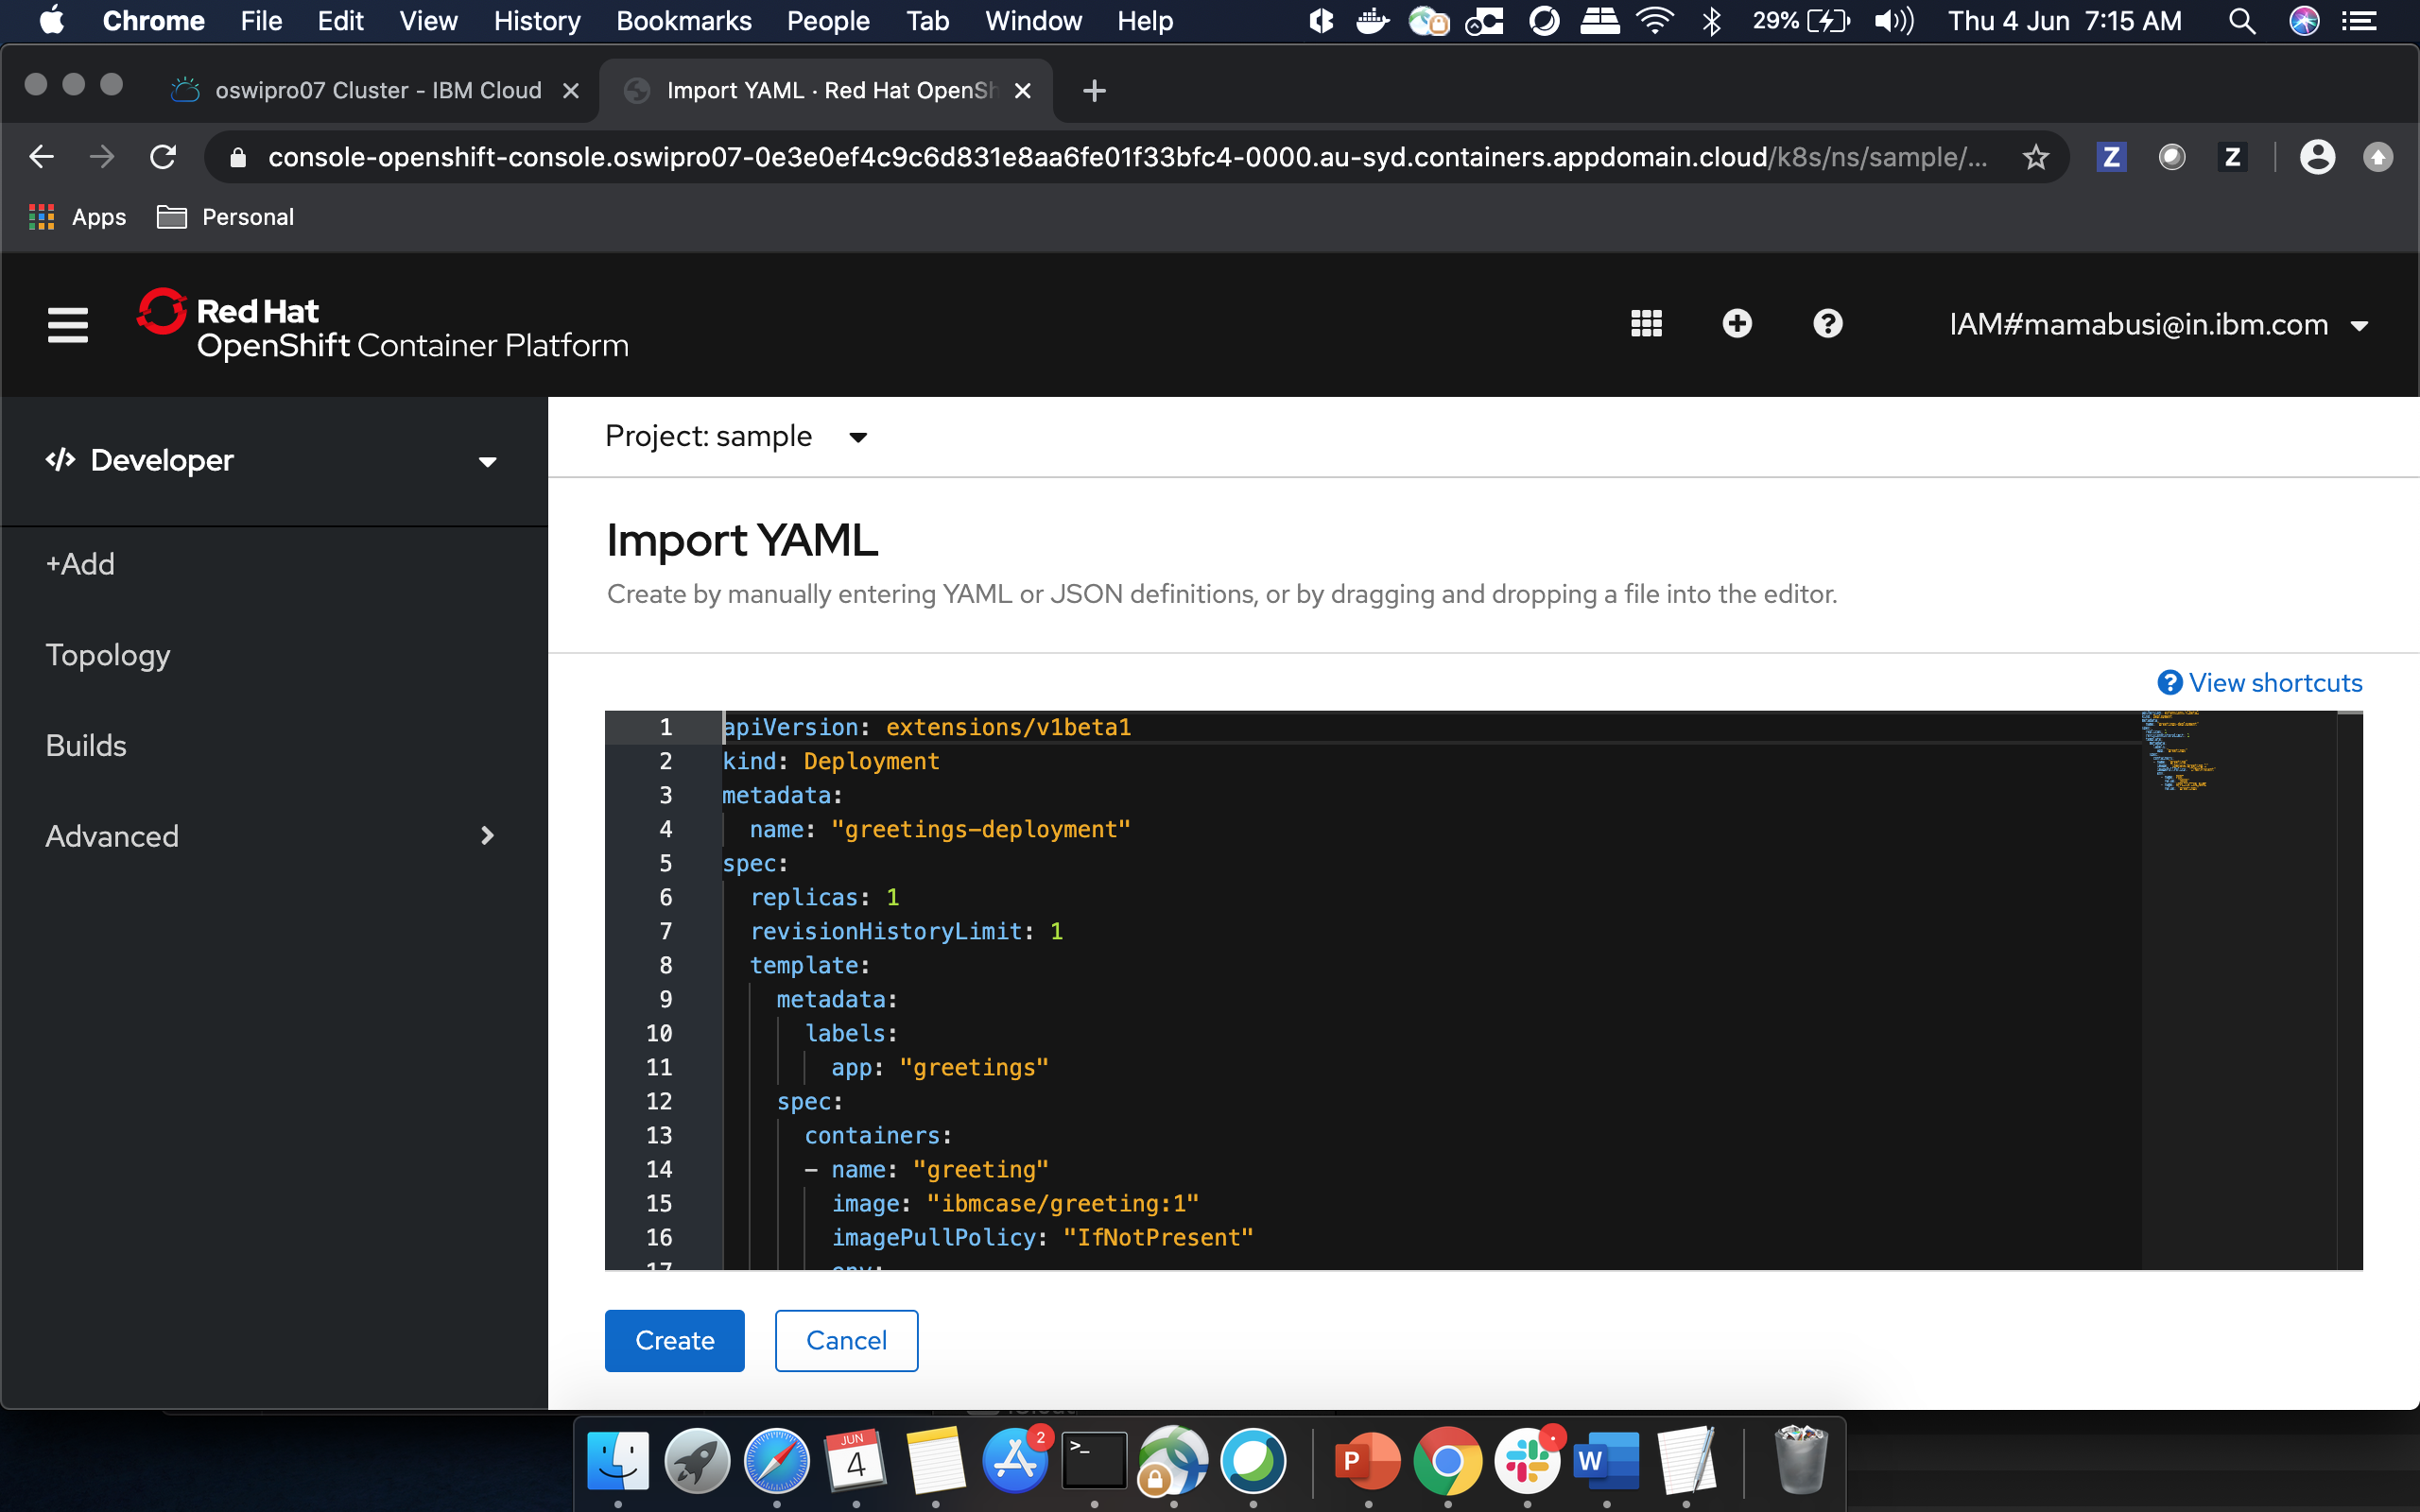 Chrome File Edit View History Bookmarks People Tab Window Help 29% Thu 4 Jun 7:15 AM
oswipro07 Cluster - IBM Cloud Import YAML · Red Hat OpenSh
console-openshift-console.oswipro07-0e3e0ef4c9c6d831e8aa6fe01f33bfc4-0000.au-syd.containers.appdomain.cloud/k8s/ns/sample/... Z Z
Apps Personal
Red Hat
OpenShift Container Platform
IAM#mamabusi@in.ibm.com
Developer
+Add
Topology
Builds
Advanced
Project: sample
Import YAML
Create by manually entering YAML or JSON definitions, or by dragging and dropping a file into the editor.
View shortcuts
1 apiVersion: extensions/v1beta1
2 kind: Deployment
3 metadata:
4 name: "greetings-deployment"
5 spec:
6 replicas: 1
7 revisionHistoryLimit: 1
8 template:
9 metadata:
10 labels:
11 app: "greetings"
12 spec:
13 containers:
14 - name: "greeting"
15 image: "ibmcase/greeting:1"
16 imagePullPolicy: "IfNotPresent"
17 env:
Create Cancel
JUN
4
2
>_
P
W